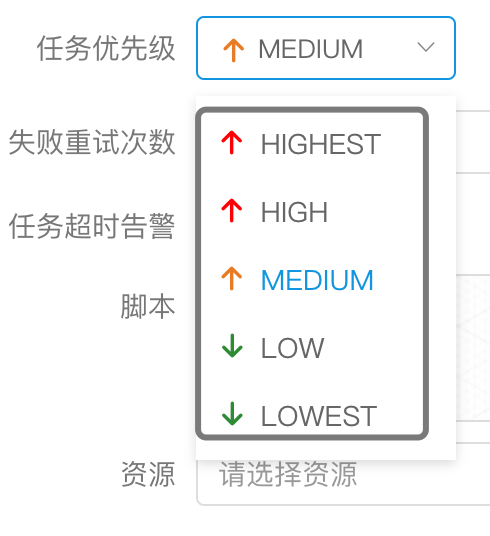 任务优先级 MEDIUM
失败重试次数 HIGHEST
HIGH
任务超时告警
MEDIUM
脚本
LOW
LOWEST
资源 请选择资源